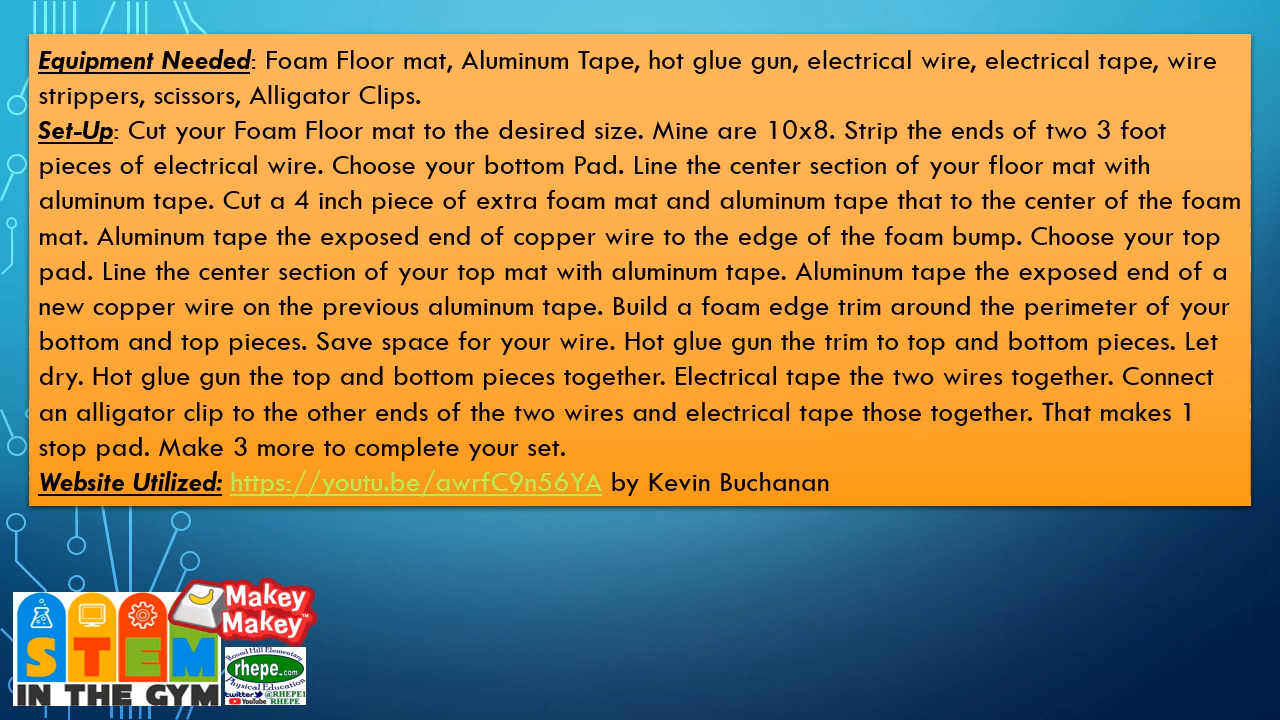 Equipment Needed: Foam Floor mat, Aluminum Tape, hot glue gun, electrical wire, electrical tape, wire
strippers, scissors, Alligator Clips.
Set-Up: Cut your Foam Floor mat to the desired size. Mine are 10x8. Strip the ends of two 3 foot
pieces of electrical wire. Choose your bottom Pad. Line the center section of your floor mat with
aluminum tape. Cut a 4 inch piece of extra foam mat and aluminum tape that to the center of the foam
mat. Aluminum tape the exposed end of copper wire to the edge of the foam bump. Choose your top
pad. Line the center section of your top mat with aluminum tape. Aluminum tape the exposed end of a
new copper wire on the previous aluminum tape. Build a foam edge trim around the perimeter of your
bottom and top pieces. Save space for your wire. Hot glue gun the trim to top and bottom pieces. Let
dry. Hot glue gun the top and bottom pieces together. Electrical tape the two wires together. Connect
an alligator clip to the other ends of the two wires and electrical tape those together. That makes 1
stop pad. Make 3 more to complete your set.
Website Utilized: https://youtu.be/awrfC9n56YA by Kevin Buchanan
Makey
Makey™
STEM
IN THE GYM
Round Hill Elementary
rhepe.com
Physical Education
twitter @RHEPE1
YouTube RHEPE